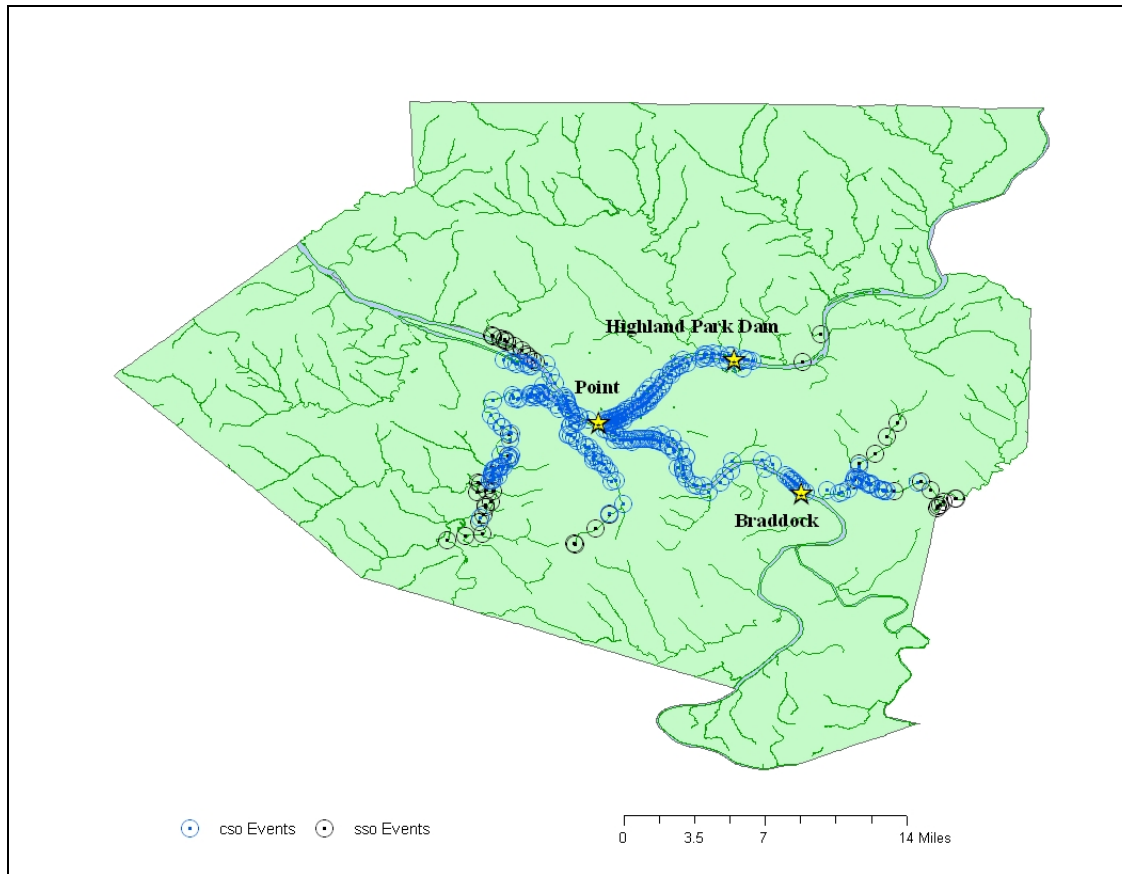 Highland Park Dam
Point
Braddock
cso Events
sso Events
0 3.5 7 14 Miles